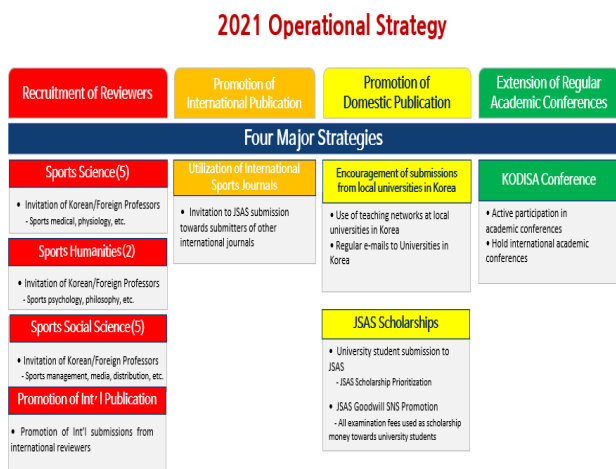 2021 Operational Strategy
Recruitment of Reviewers
Promotion of
International Publication
Promotion of
Domestic Publication
Extension of Regular
Academic Conferences
Four Major Strategies
Sports Science(5)
• Invitation of Korean/Foreign Professors
- Sports medical, physiology, etc.
Sports Humanities(2)
• Invitation of Korean/Foreign Professors
- Sports psychology, philosophy, etc.
Sports Social Science(5)
• Invitation of Korean/Foreign Professors
- Sports management, media, distribution, etc.
Promotion of Int'l Publication
• Promotion of Int'l submissions from
international reviewers
Utilization of International
Sports Journals
• Invitation to JSAS submission
towards submitters of other
international journals
Encouragement of submissions
from local universities in Korea
• Use of teaching networks at local
universities in Korea
• Regular e-mails to Universities in
Korea
JSAS Scholarships
• University student submission to
JSAS
- JSAS Scholarship Prioritization
• JSAS Goodwill SNS Promotion
- All examination fees used as scholarship
money towards university students
KODISA Conference
• Active participation in
academic conferences
• Hold international academic
conferences